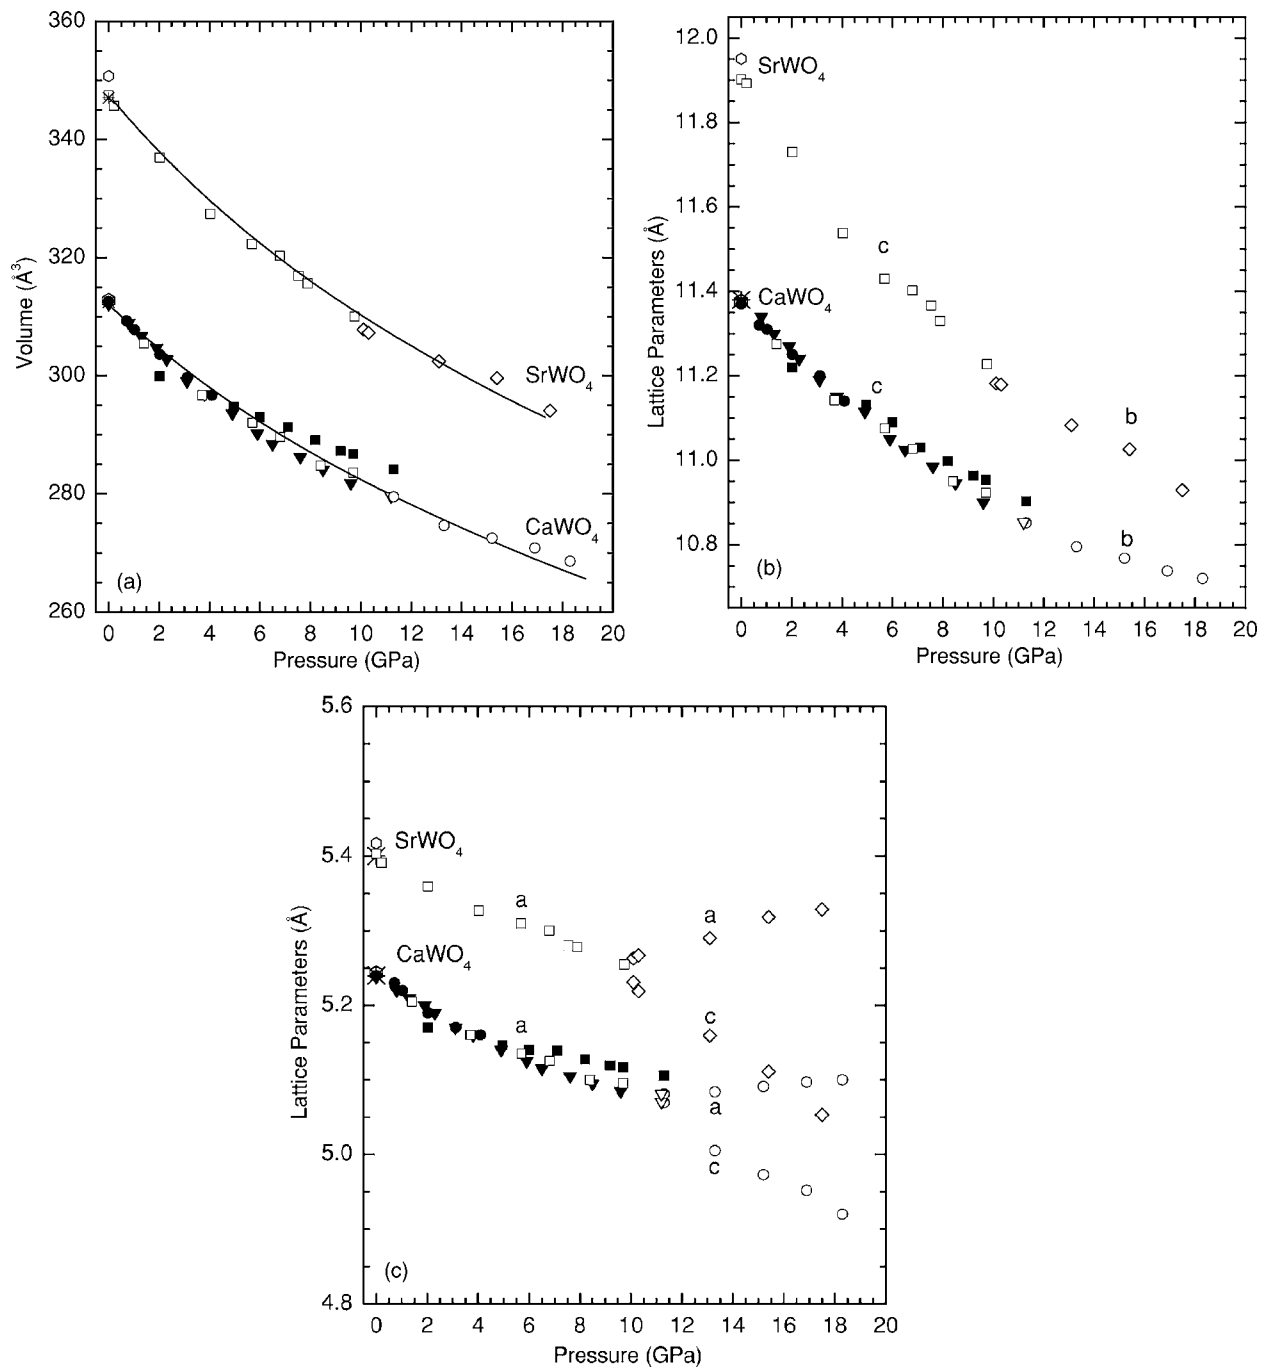 360
340
320
300
280
260
Volume (Å³)
SrWO₄
CaWO₄
(a)
0 2 4 6 8 10 12 14 16 18 20
Pressure (GPa)
12.0
11.8
11.6
11.4
11.2
11.0
10.8
Lattice Parameters (Å)
SrWO₄
c
CaWO₄
c
b
b
(b)
0 2 4 6 8 10 12 14 16 18 20
Pressure (GPa)
5.6
5.4
5.2
5.0
4.8
Lattice Parameters (Å)
SrWO₄
a
a
CaWO₄
c
a
a
c
(c)
0 2 4 6 8 10 12 14 16 18 20
Pressure (GPa)